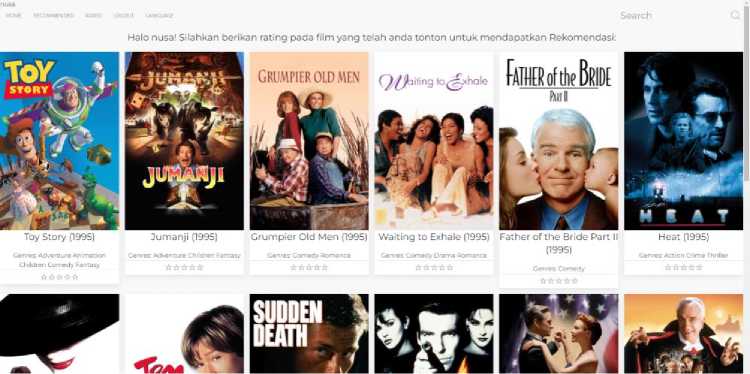 nusa
HOME RECOMMENDED RATED LOGOUT LANGUAGE Search
Halo nusa! Silahkan berikan rating pada film yang telah anda tonton untuk mendapatkan Rekomendasi:
TOY STORY
JUMANJI
JUMANJI
GRUMPIER OLD MEN
Waiting to Exhale
FATHER of the BRIDE
PART II
HEAT
Toy Story (1995)
Genres: Adventure Animation
Children Comedy Fantasy
Jumanji (1995)
Genres: Adventure Children Fantasy
Grumpier Old Men (1995)
Genres: Comedy Romance
Waiting to Exhale (1995)
Genres: Comedy Drama Romance
Father of the Bride Part II
(1995)
Genres: Comedy
Heat (1995)
Genres: Action Crime Thriller
SUDDEN
DEATH